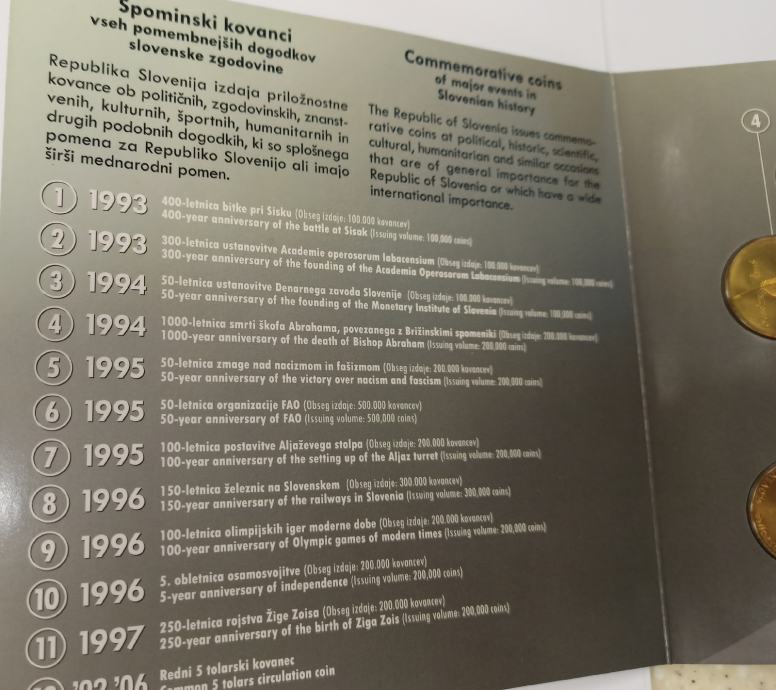 Spominski kovanci
vseh pomembnejših dogodkov
slovenske zgodovine
Republika Slovenija izdaja priložnostne
kovance ob političnih, zgodovinskih, znanst-
venih, kulturnih, športnih, humanitarnih in
drugih podobnih dogodkih, ki so splošnega
pomena za Republiko Slovenijo ali imajo
širši mednarodni pomen.
Commemorative coins
of major events in
Slovenian history
The Republic of Slovenia issues commemo-
rative coins at political, historic, scientific,
cultural, humanitarian and similar occasions
that are of general importance for the
Republic of Slovenia or which have a wide
international importance.
1 1993 400-letnica bitke pri Sisku (Obseg izdaje: 100.000 kovancev)
400-year anniversary of the battle at Sisak (Issuing volume: 100,000 coins)
2 1993 300-letnica ustanovitve Academie operosorum labacensium (Obseg izdaje: 100.000 kovancev)
300-year anniversary of the founding of the Academia Operosorum Labacensium (Issuing volume: 100,000 coins)
3 1994 50-letnica ustanovitve Denarnega zavoda Slovenije (Obseg izdaje: 100.000 kovancev)
50-year anniversary of the founding of the Monetary Institute of Slovenia (Issuing volume: 100,000 coins)
4 1994 1000-letnica smrti škofa Abrahama, povezanega z Brižinskimi spomeniki (Obseg izdaje: 200.000 kovancev)
1000-year anniversary of the death of Bishop Abraham (Issuing volume: 200,000 coins)
5 1995 50-letnica zmage nad nacizmom in fašizmom (Obseg izdaje: 200.000 kovancev)
50-year anniversary of the victory over nacism and fascism (Issuing volume: 200,000 coins)
6 1995 50-letnica organizacije FAO (Obseg izdaje: 500.000 kovancev)
50-year anniversary of FAO (Issuing volume: 500,000 coins)
7 1995 100-letnica postavitve Aljaževega stolpa (Obseg izdaje: 200.000 kovancev)
100-year anniversary of the setting up of the Aljaz turret (Issuing volume: 200,000 coins)
8 1996 150-letnica železnic na Slovenskem (Obseg izdaje: 300.000 kovancev)
150-year anniversary of the railways in Slovenia (Issuing volume: 300,000 coins)
9 1996 100-letnica olimpijskih iger moderne dobe (Obseg izdaje: 200.000 kovancev)
100-year anniversary of Olympic games of modern times (Issuing volume: 200,000 coins)
10 1996 5. obletnica osamosvojitve (Obseg izdaje: 200.000 kovancev)
5-year anniversary of independence (Issuing volume: 200,000 coins)
11 1997 250-letnica rojstva Žige Zoisa (Obseg izdaje: 200.000 kovancev)
250-year anniversary of the birth of Ziga Zois (Issuing volume: 200,000 coins)
'92 '06 Redni 5 tolarski kovanec
Common 5 tolars circulation coin
4